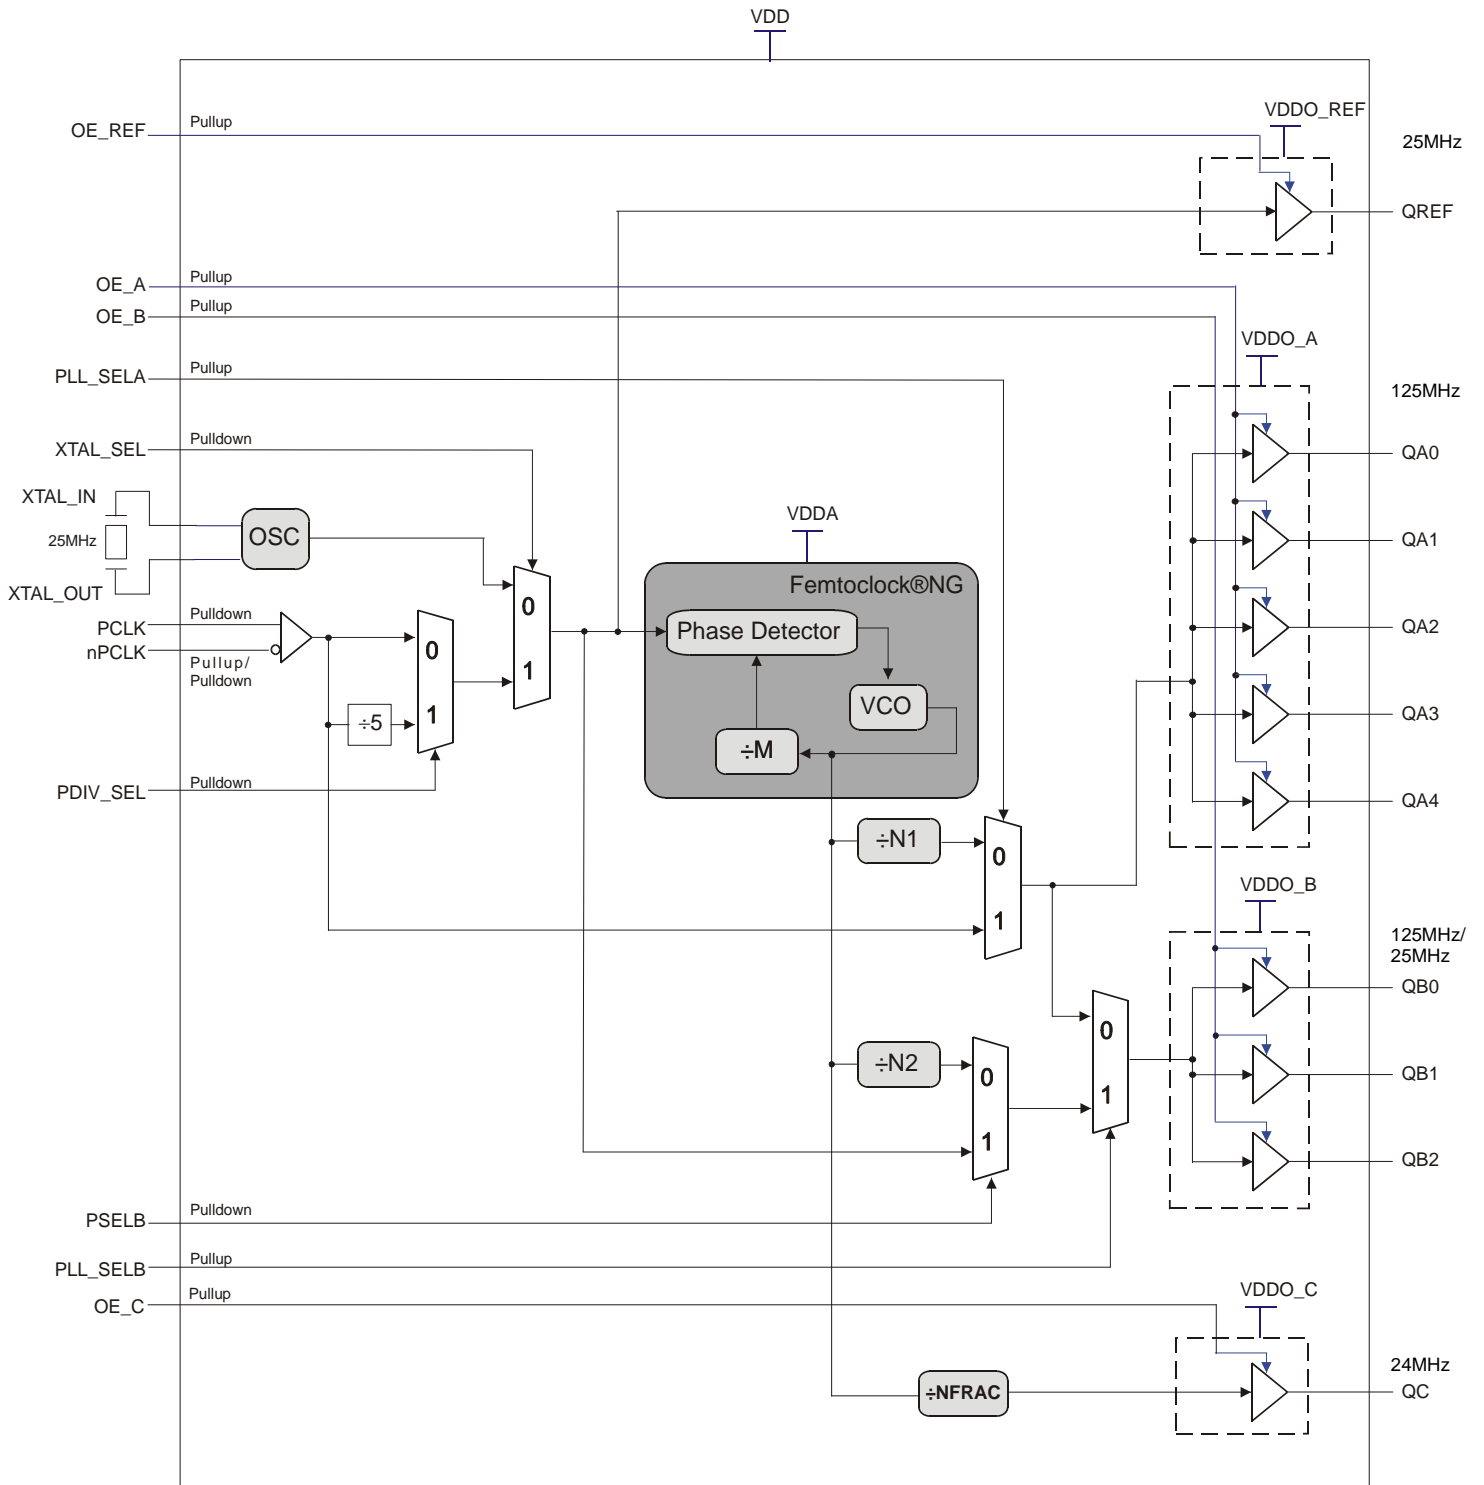 VDD
VDDO_REF
OE_REF
Pullup
25MHz
QREF
OE_A
Pullup
OE_B
Pullup
VDDO_A
PLL_SELA
Pullup
125MHz
XTAL_SEL
Pulldown
QA0
XTAL_IN
25MHz
XTAL_OUT
OSC
VDDA
QA1
Femtoclock®NG
0
1
PCLK
Pulldown
nPCLK
Pullup/
Pulldown
0
1
÷5
Phase Detector
VCO
÷M
QA2
QA3
PDIV_SEL
Pulldown
QA4
÷N1
0
1
VDDO_B
125MHz/
25MHz
QB0
0
1
÷N2
0
1
QB1
QB2
PSELB
Pulldown
PLL_SELB
Pullup
OE_C
Pullup
VDDO_C
24MHz
÷NFRAC
QC